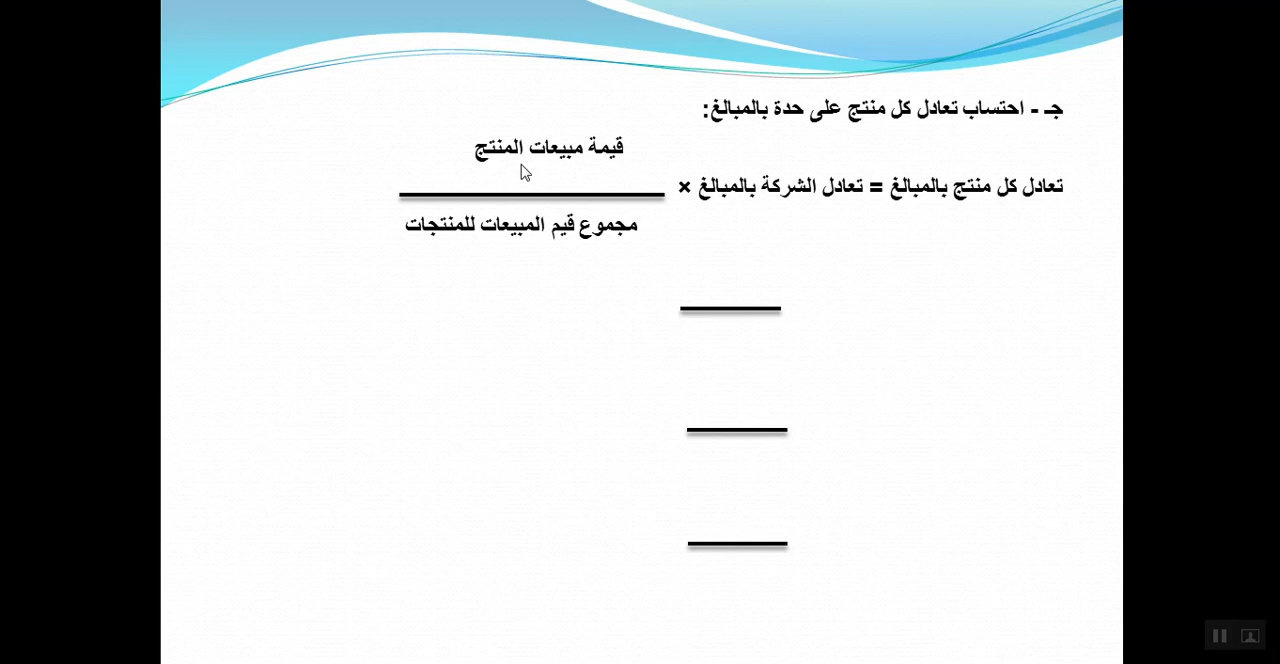 جـ - احتساب تعادل كل منتج على حدة بالمبالغ:
قيمة مبيعات المنتج
تعادل كل منتج بالمبالغ = تعادل الشركة بالمبالغ ×
مجموع قيم المبيعات للمنتجات